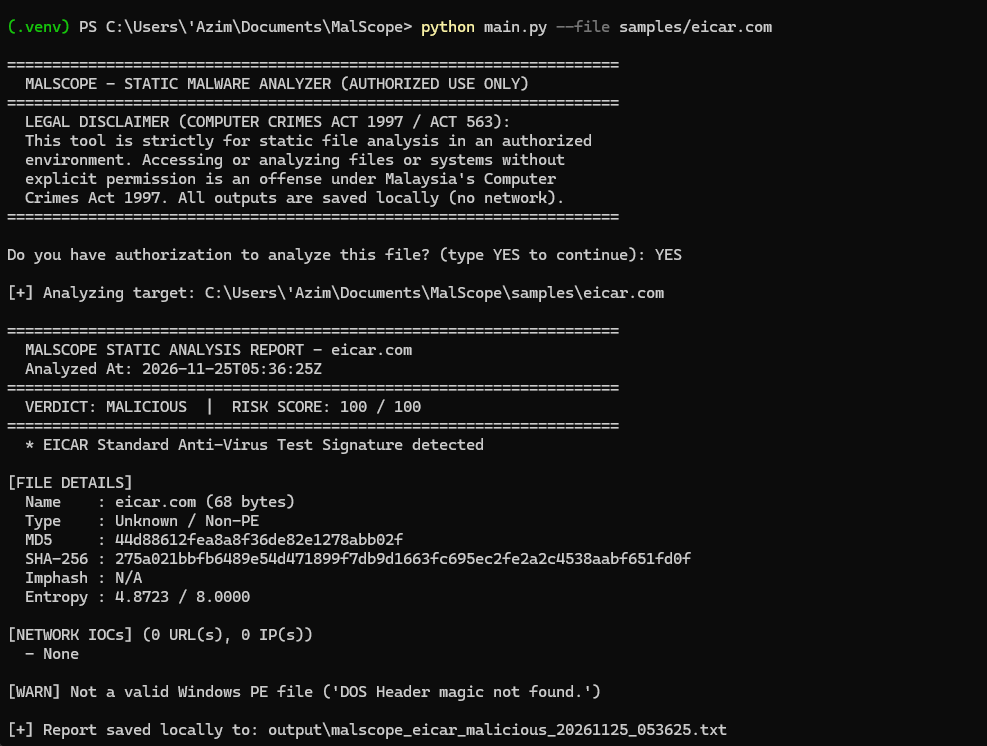 (.venv) PS C:\Users\'Azim\Documents\MalScope> python main.py --file samples/eicar.com
====================================================================
MALSCOPE - STATIC MALWARE ANALYZER (AUTHORIZED USE ONLY)
====================================================================
LEGAL DISCLAIMER (COMPUTER CRIMES ACT 1997 / ACT 563):
This tool is strictly for static file analysis in an authorized
environment. Accessing or analyzing files or systems without
explicit permission is an offense under Malaysia's Computer
Crimes Act 1997. All outputs are saved locally (no network).
====================================================================
Do you have authorization to analyze this file? (type YES to continue): YES
[+] Analyzing target: C:\Users\'Azim\Documents\MalScope\samples\eicar.com
====================================================================
MALSCOPE STATIC ANALYSIS REPORT - eicar.com
Analyzed At: 2026-11-25T05:36:25Z
====================================================================
VERDICT: MALICIOUS | RISK SCORE: 100 / 100
====================================================================
* EICAR Standard Anti-Virus Test Signature detected
[FILE DETAILS]
Name : eicar.com (68 bytes)
Type : Unknown / Non-PE
MD5 : 44d88612fea8a8f36de82e1278abb02f
SHA-256 : 275a021bbfb6489e54d471899f7db9d1663fc695ec2fe2a2c4538aabf651fd0f
Imphash : N/A
Entropy : 4.8723 / 8.0000
[NETWORK IOCs] (0 URL(s), 0 IP(s))
- None
[WARN] Not a valid Windows PE file ('DOS Header magic not found.')
[+] Report saved locally to: output\malscope_eicar_malicious_20261125_053625.txt